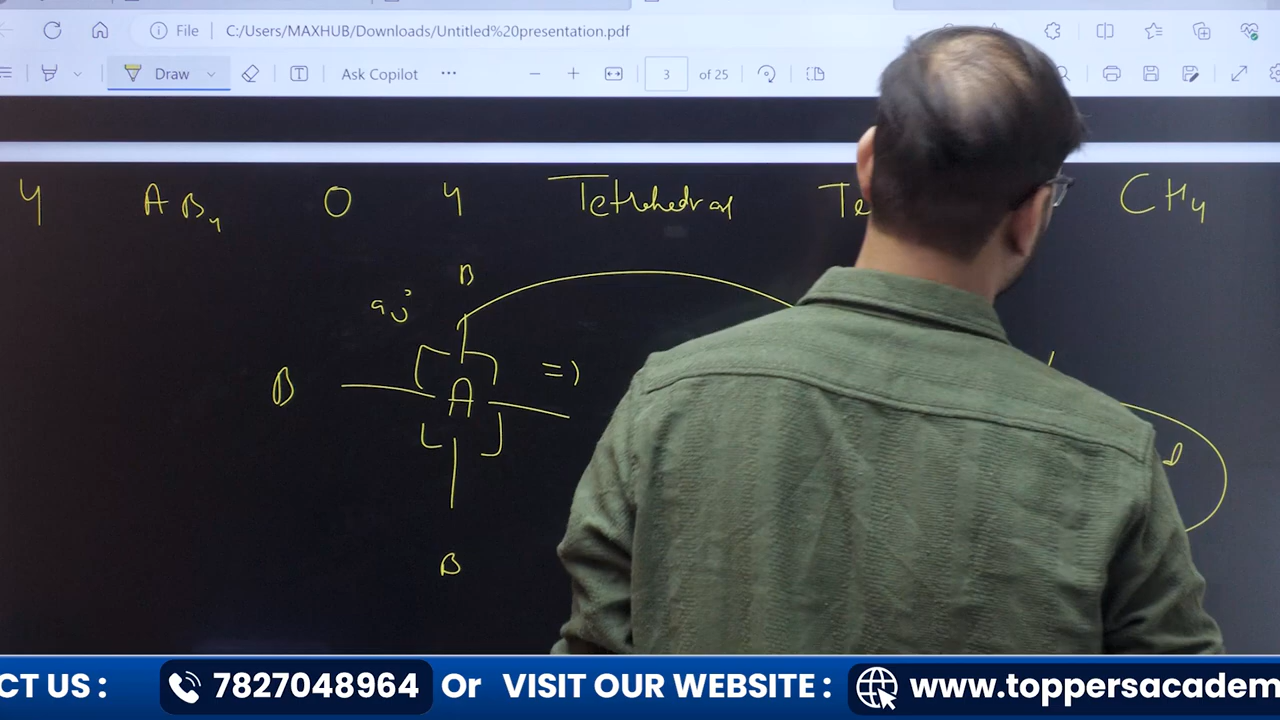 File C:/Users/MAXHUB/Downloads/Untitled%20presentation.pdf
Draw Ask Copilot 3 of 25
4 AB4 0 4 Tetrahedral Te CH4
B
90°
B A =)
B
CT US : 7827048964 Or VISIT OUR WEBSITE : www.toppersacadem